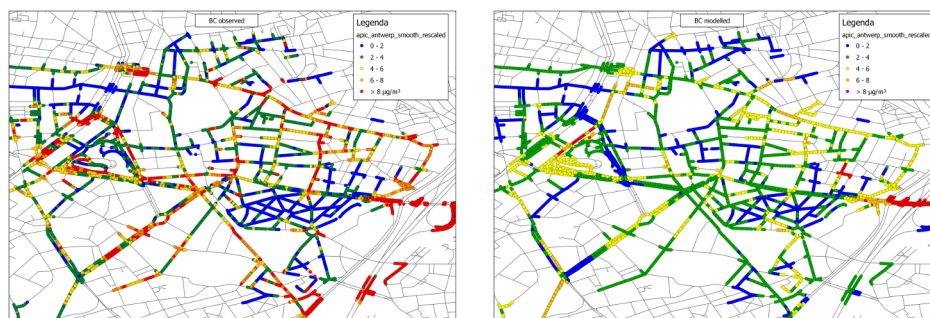 BC observed
Legenda
apic_antwerp_smooth_rescaled
0 - 2
2 - 4
4 - 6
6 - 8
> 8 µg/m³
BC modelled
Legenda
apic_antwerp_smooth_rescaled
0 - 2
2 - 4
4 - 6
6 - 8
> 8 µg/m³